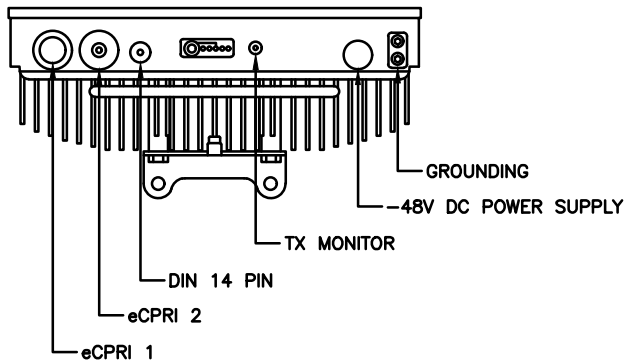 GROUNDING
-48V DC POWER SUPPLY
TX MONITOR
DIN 14 PIN
eCPRI 2
eCPRI 1